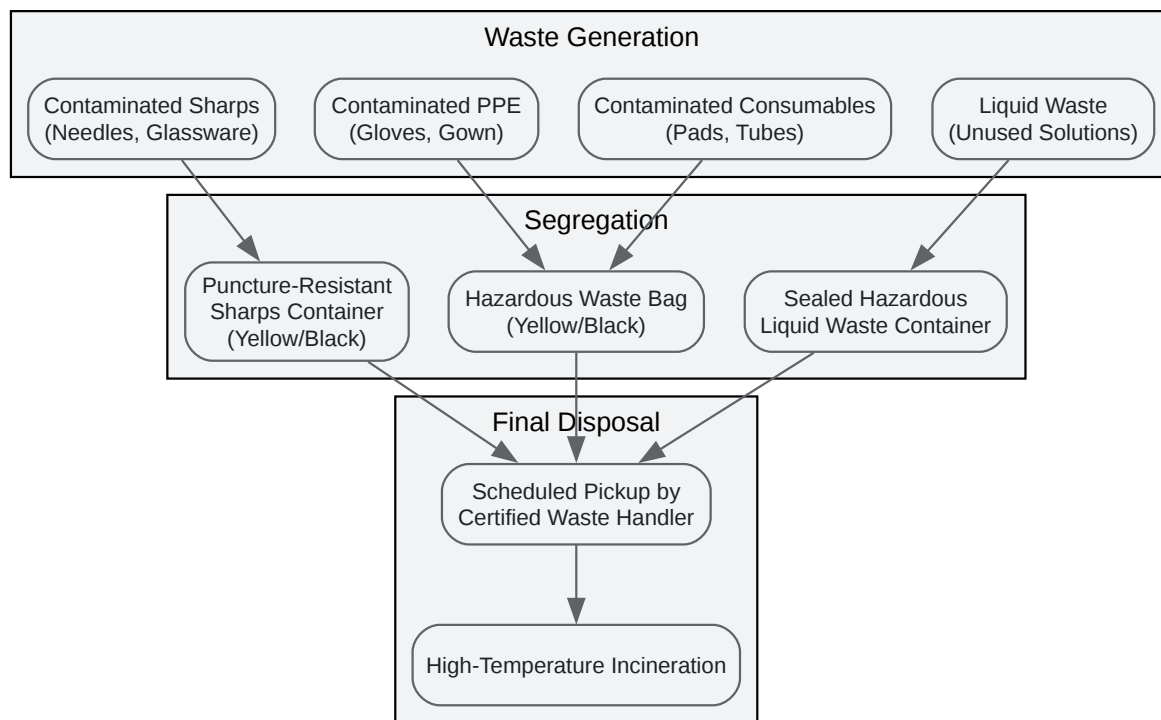 Waste Generation
Contaminated Sharps
(Needles, Glassware)
Contaminated PPE
(Gloves, Gown)
Contaminated Consumables
(Pads, Tubes)
Liquid Waste
(Unused Solutions)
Segregation
Puncture-Resistant
Sharps Container
(Yellow/Black)
Hazardous Waste Bag
(Yellow/Black)
Sealed Hazardous
Liquid Waste Container
Final Disposal
Scheduled Pickup by
Certified Waste Handler
High-Temperature Incineration